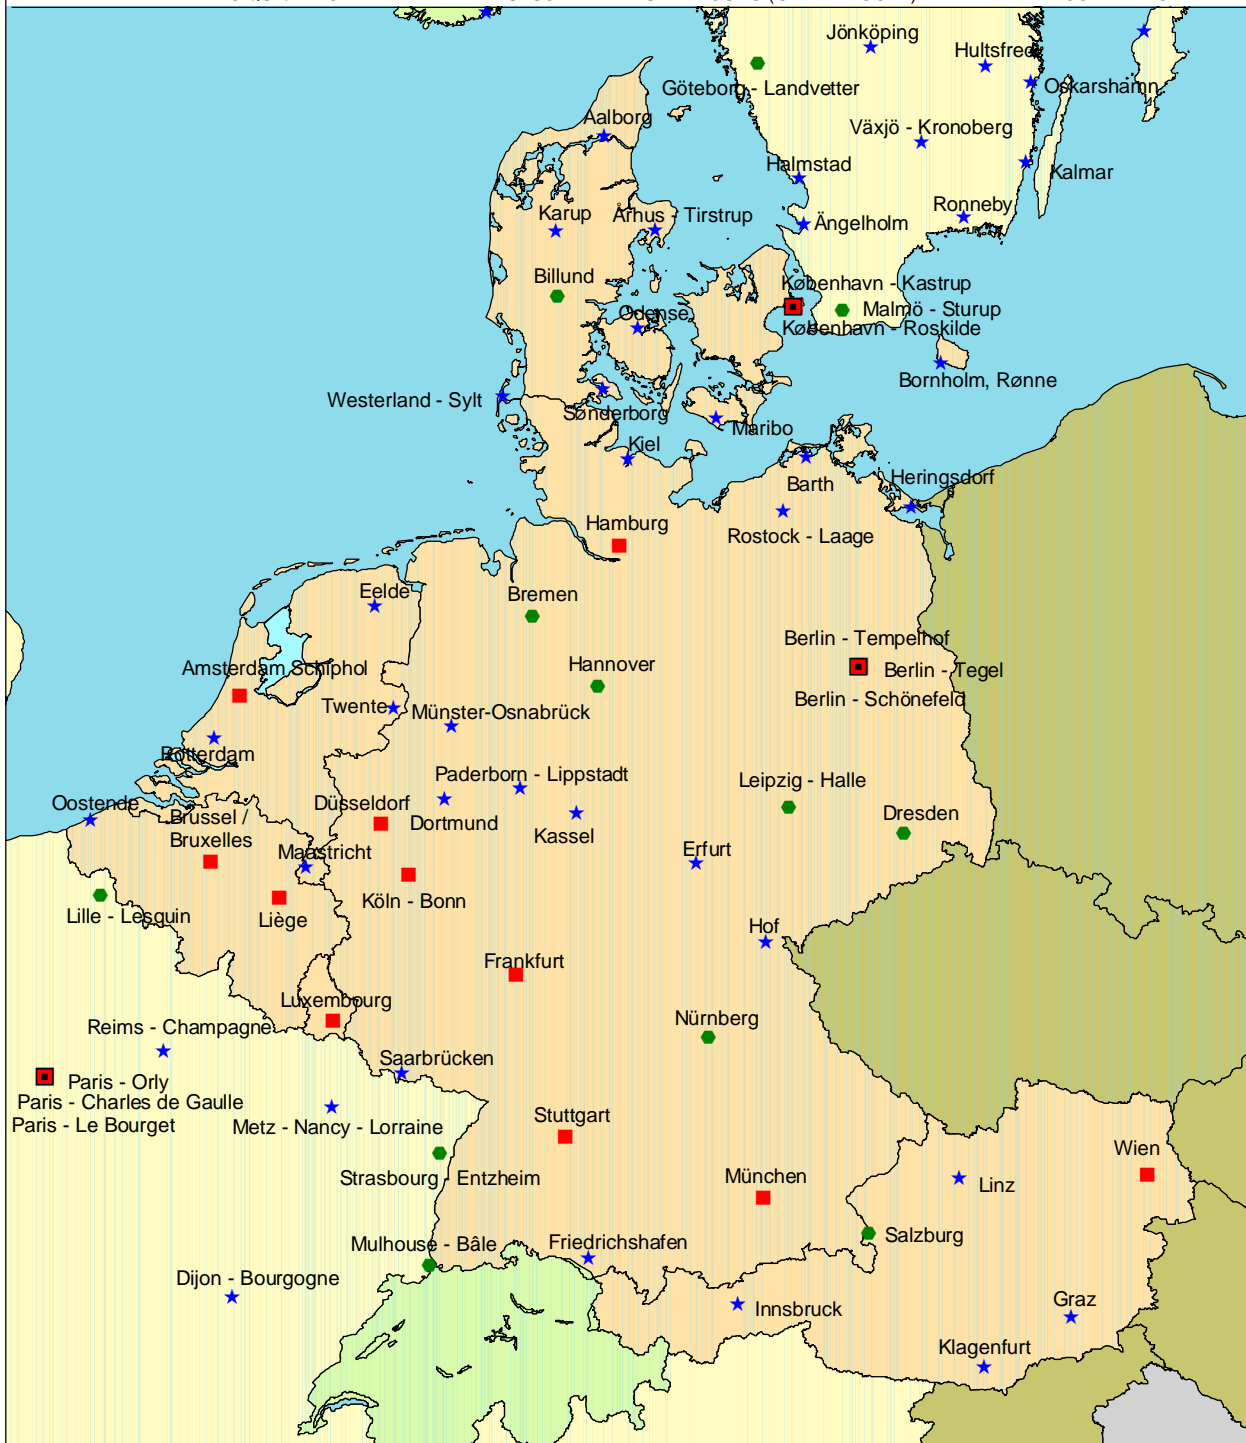 Jönköping
Hultsfred
Göteborg - Landvetter
Oskarshamn
Aalborg
Växjö - Kronoberg
Halmstad
Kalmar
Karup
Århus - Tirstrup
Ronneby
Ängelholm
Billund
København - Kastrup
Odense
Malmö - Sturup
København - Roskilde
Bornholm, Rønne
Westerland - Sylt
Sønderborg
Maribo
Kiel
Barth
Heringsdorf
Hamburg
Rostock - Laage
Eelde
Bremen
Berlin - Tempelhof
Amsterdam Schiphol
Hannover
Berlin - Tegel
Berlin - Schönefeld
Twente
Münster-Osnabrück
Rotterdam
Paderborn - Lippstadt
Leipzig - Halle
Oostende
Düsseldorf
Brüssel /
Bruxelles
Dortmund
Kassel
Dresden
Maastricht
Erfurt
Köln - Bonn
Lille - Lesquin
Liège
Hof
Frankfurt
Luxembourg
Nürnberg
Reims - Champagne
Saarbrücken
Paris - Orly
Paris - Charles de Gaulle
Paris - Le Bourget
Metz - Nancy - Lorraine
Stuttgart
Strasbourg - Entzheim
München
Wien
Linz
Salzburg
Mulhouse - Bâle
Friedrichshafen
Dijon - Bourgogne
Innsbruck
Graz
Klagenfurt